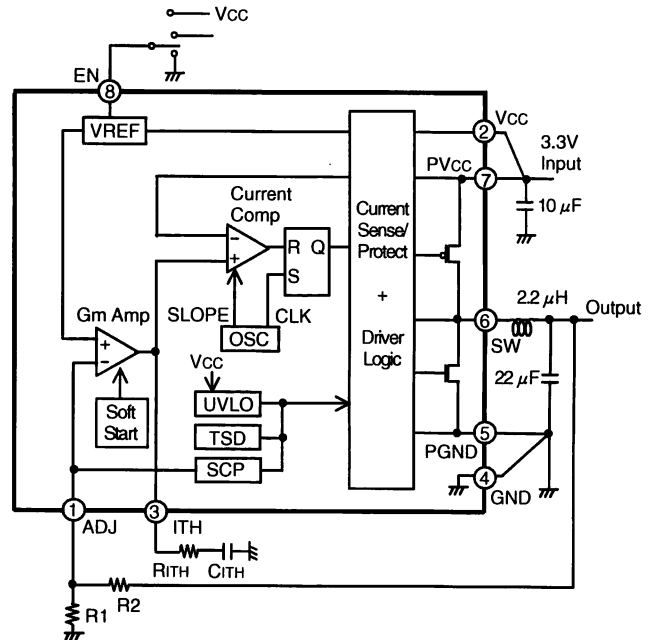 VCC
EN
8
VREF
2
VCC
3.3V
Input
PVCC
7
10 μF
Current
Comp
−
+
R Q
S
Current
Sense/
Protect
+
Driver
Logic
SLOPE
CLK
OSC
Gm Amp
+
−
Soft
Start
VCC
UVLO
TSD
SCP
2.2 μH
Output
6
SW
22 μF
5
PGND
4
GND
1
ADJ
3
ITH
RITH
CITH
R2
R1